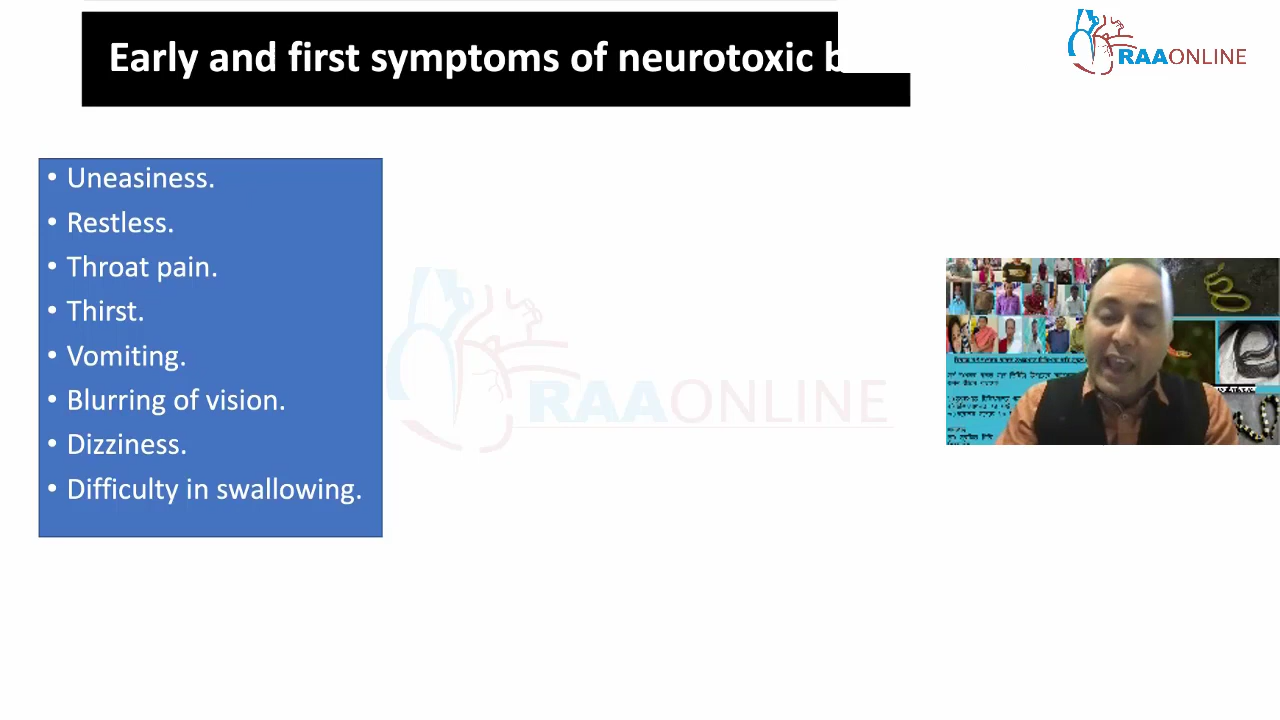 Early and first symptoms of neurotoxic
RAAONLINE
• Uneasiness.
• Restless.
• Throat pain.
• Thirst.
• Vomiting.
• Blurring of vision.
• Dizziness.
• Difficulty in swallowing.
RAAONLINE